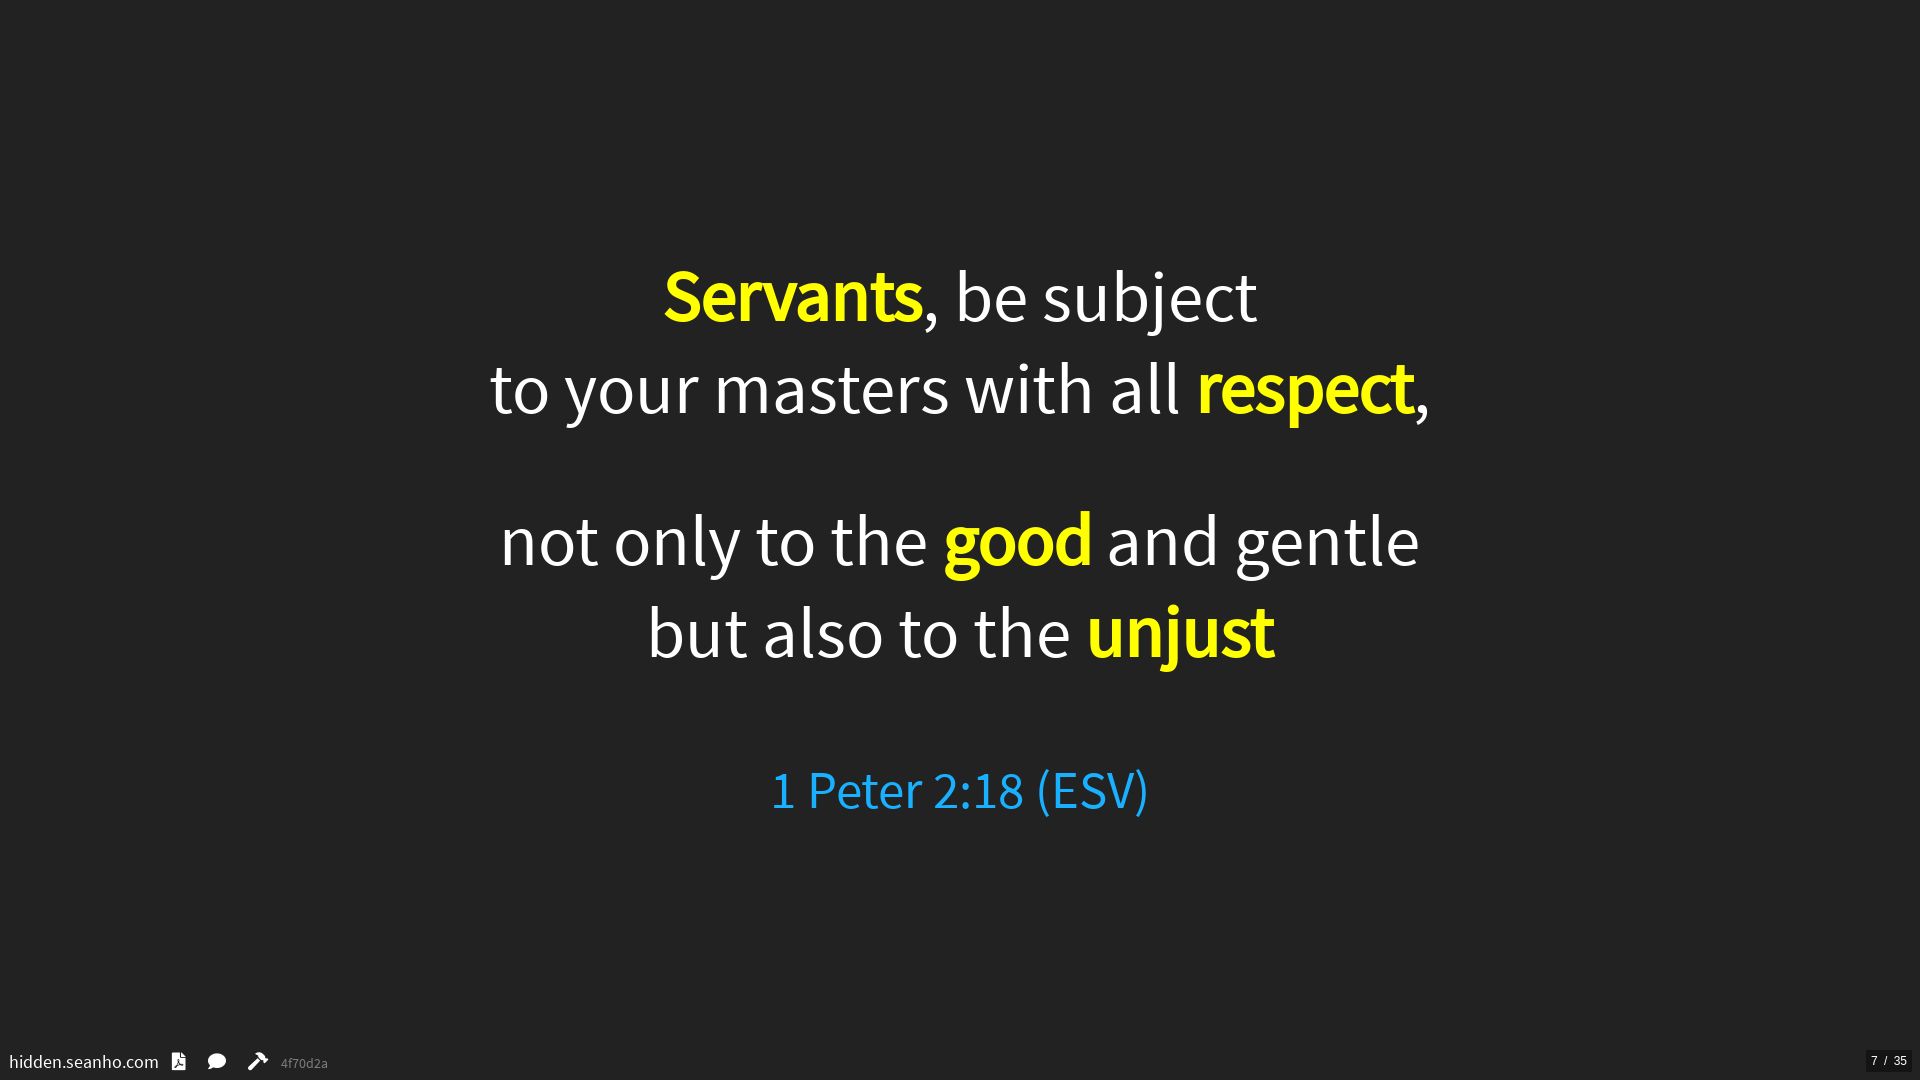 Servants, be subject
to your masters with all respect,
not only to the good and gentle
but also to the unjust
1 Peter 2:18 (ESV)
hidden.seanho.com 4f70d2a
7 / 35